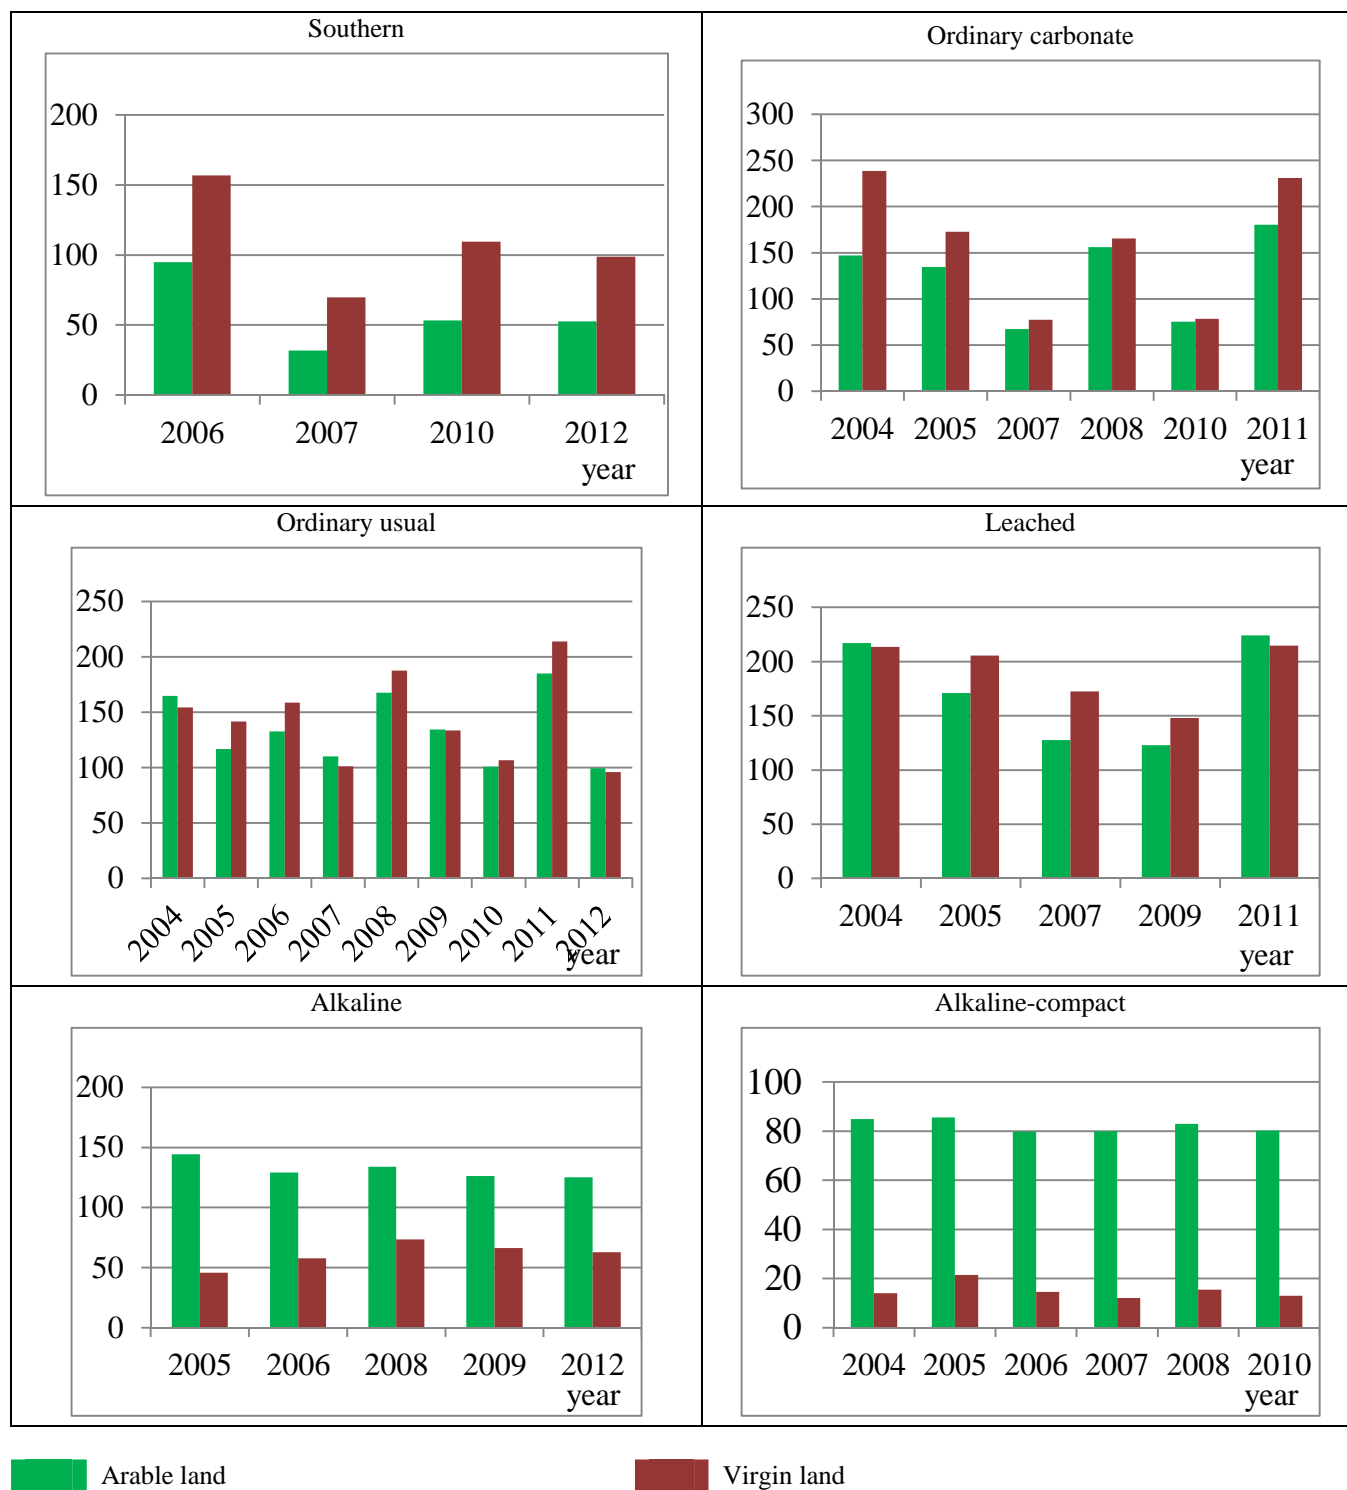 Southern
200
150
100
50
0
2006 2007 2010 2012
year
Ordinary carbonate
300
250
200
150
100
50
0
2004 2005 2007 2008 2010 2011
year
Ordinary usual
250
200
150
100
50
0
2004 2005 2006 2007 2008 2009 2010 2011 2012
year
Leached
250
200
150
100
50
0
2004 2005 2007 2009 2011
year
Alkaline
200
150
100
50
0
2005 2006 2008 2009 2012
year
Alkaline-compact
100
80
60
40
20
0
2004 2005 2006 2007 2008 2010
year
Arable land
Virgin land